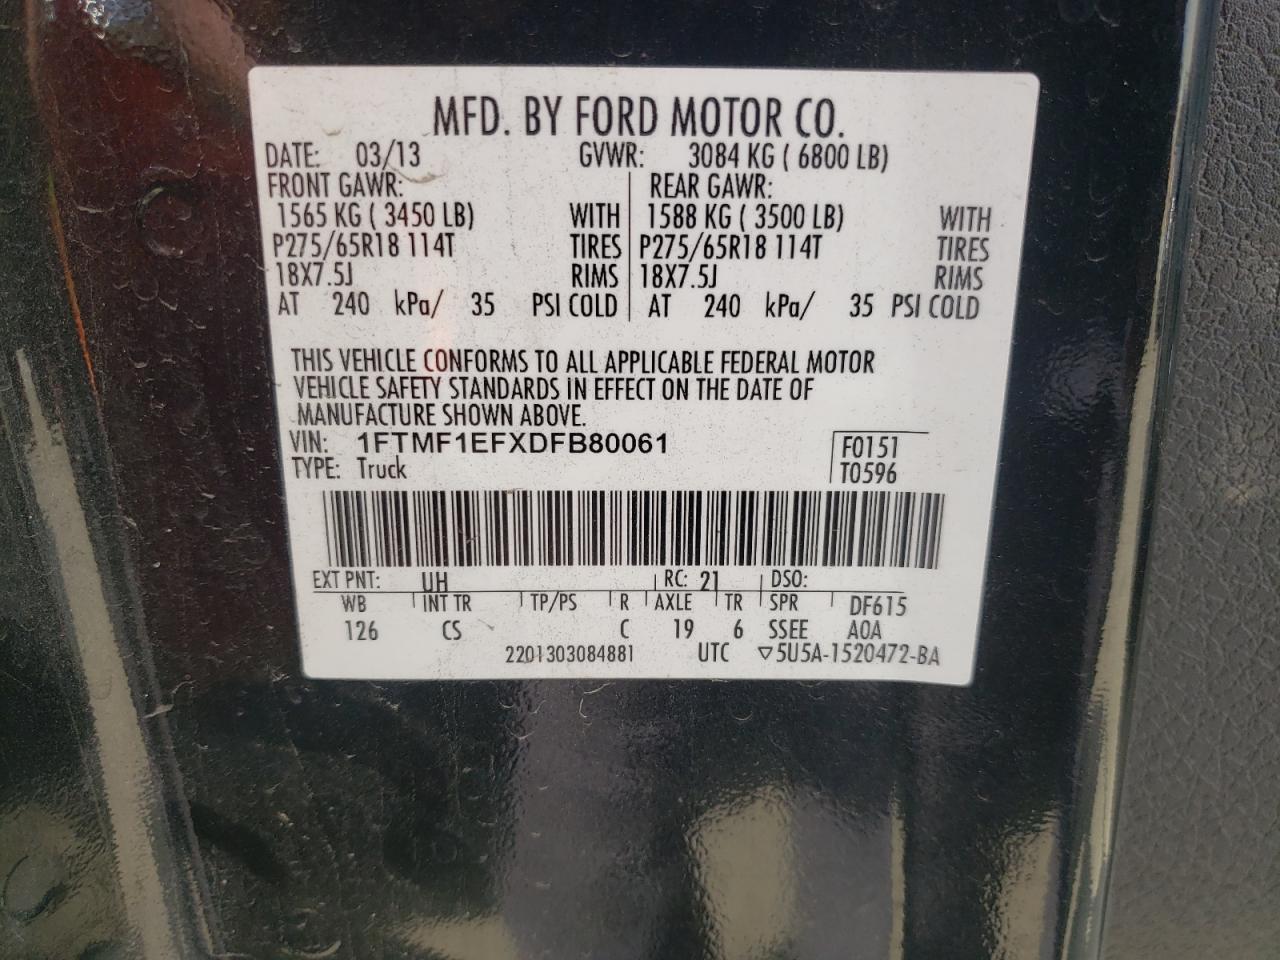 MFD. BY FORD MOTOR CO.
DATE: 03/13 GVWR: 3084 KG ( 6800 LB)
FRONT GAWR: REAR GAWR:
1565 KG ( 3450 LB) WITH 1588 KG ( 3500 LB) WITH
P275/65R18 114T TIRES P275/65R18 114T TIRES
18X7.5J RIMS 18X7.5J RIMS
AT 240 kPa/ 35 PSI COLD AT 240 kPa/ 35 PSI COLD
THIS VEHICLE CONFORMS TO ALL APPLICABLE FEDERAL MOTOR
VEHICLE SAFETY STANDARDS IN EFFECT ON THE DATE OF
MANUFACTURE SHOWN ABOVE.
VIN: 1FTMF1EFXDFB80061 F0151
TYPE: Truck T0596
EXT PNT: UH RC: 21 DSO:
WB INT TR TP/PS R AXLE TR SPR DF615
126 CS C 19 6 SSEE A0A
2201303084881 UTC ▽5U5A-1520472-BA